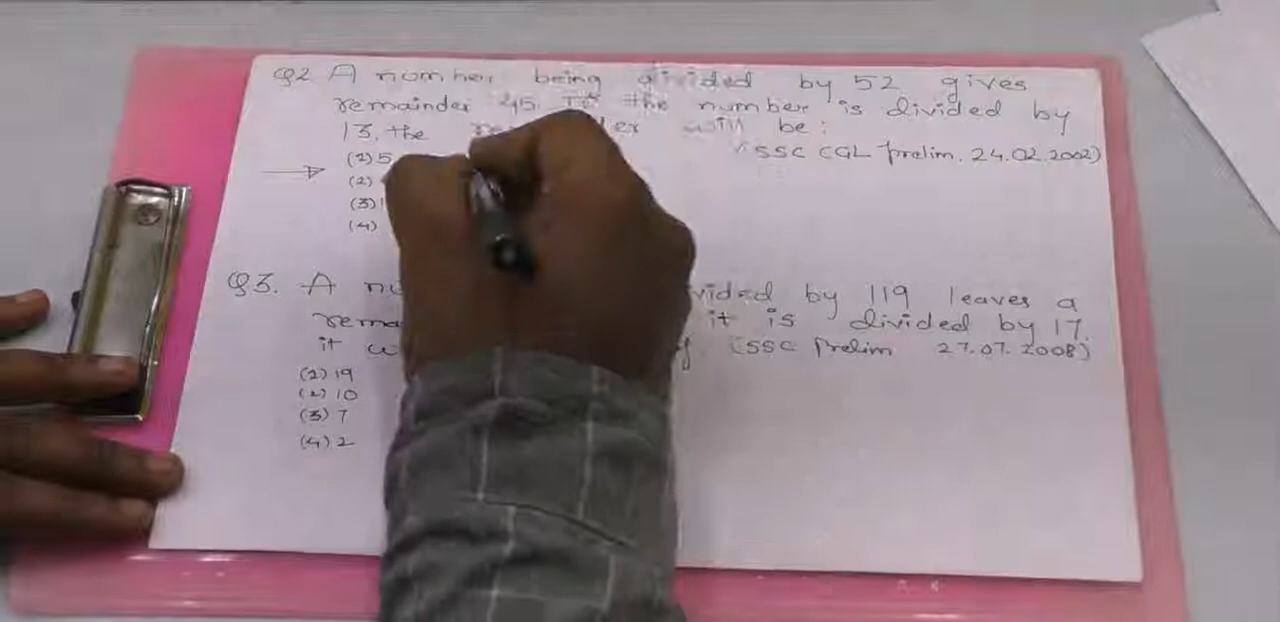 Q2 A number being divided by 52 gives
remainder 45. If the number is divided by
13, the will be:
(1) 5 SSC CGL Prelim. 24.02.2002)
(2)
(3)
(4)
Q3. A by 119 leaves a
it is divided by 17.
it (SSC Prelim 27.07.2008)
(1) 19
(2) 10
(3) 7
(4) 2